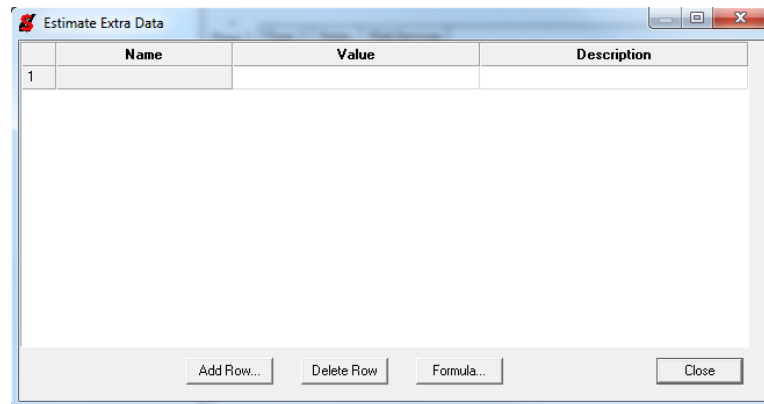 Estimate Extra Data
Name Value Description
1
Add Row... Delete Row Formula... Close